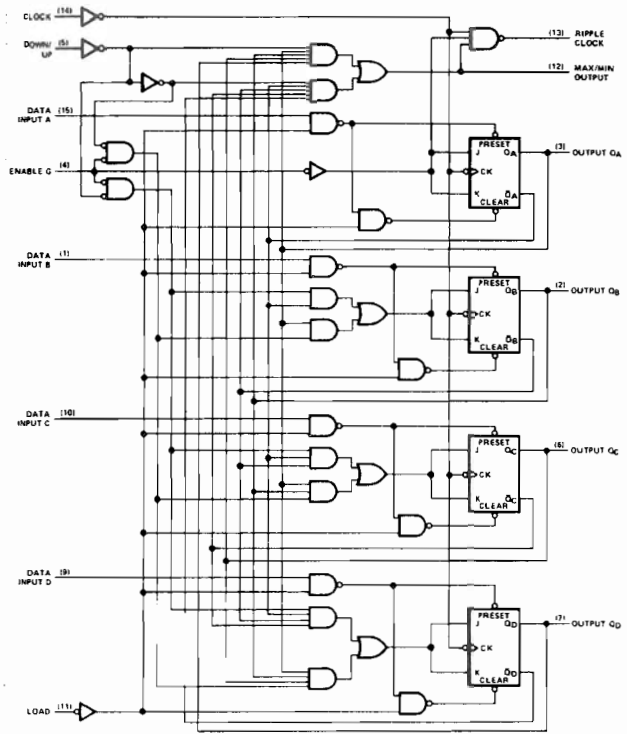 CLOCK (14)
(13) RIPPLE CLOCK
DOWN/UP (5)
(12) MAX/MIN OUTPUT
DATA INPUT A (15)
PRESET
J QA (3) OUTPUT QA
ENABLE G (4)
CK
K Q̅A
CLEAR
DATA INPUT B (1)
PRESET
J QB (2) OUTPUT QB
CK
K Q̅B
CLEAR
DATA INPUT C (10)
PRESET
J QC (6) OUTPUT QC
CK
K Q̅C
CLEAR
DATA INPUT D (9)
PRESET
J QD (7) OUTPUT QD
CK
K Q̅D
CLEAR
LOAD (11)